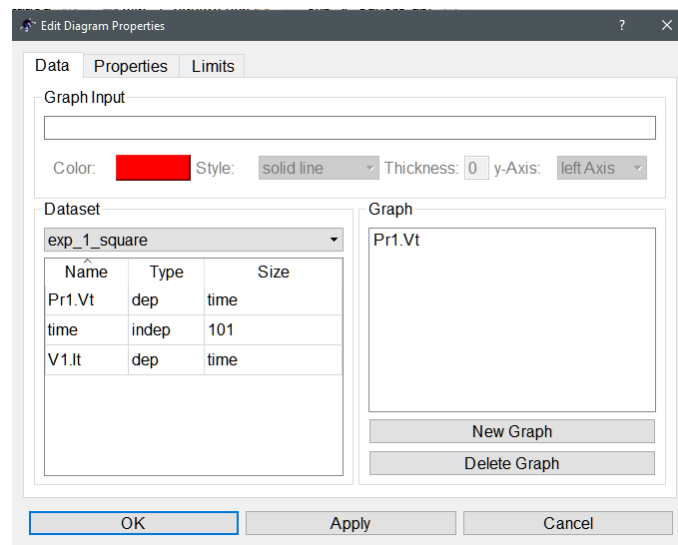 Edit Diagram Properties ? ×
Data Properties Limits
Graph Input
Color: Style: solid line Thickness: 0 y-Axis: left Axis
Dataset
exp_1_square
Name Type Size
Pr1.Vt dep time
time indep 101
V1.It dep time
Graph
Pr1.Vt
New Graph
Delete Graph
OK Apply Cancel